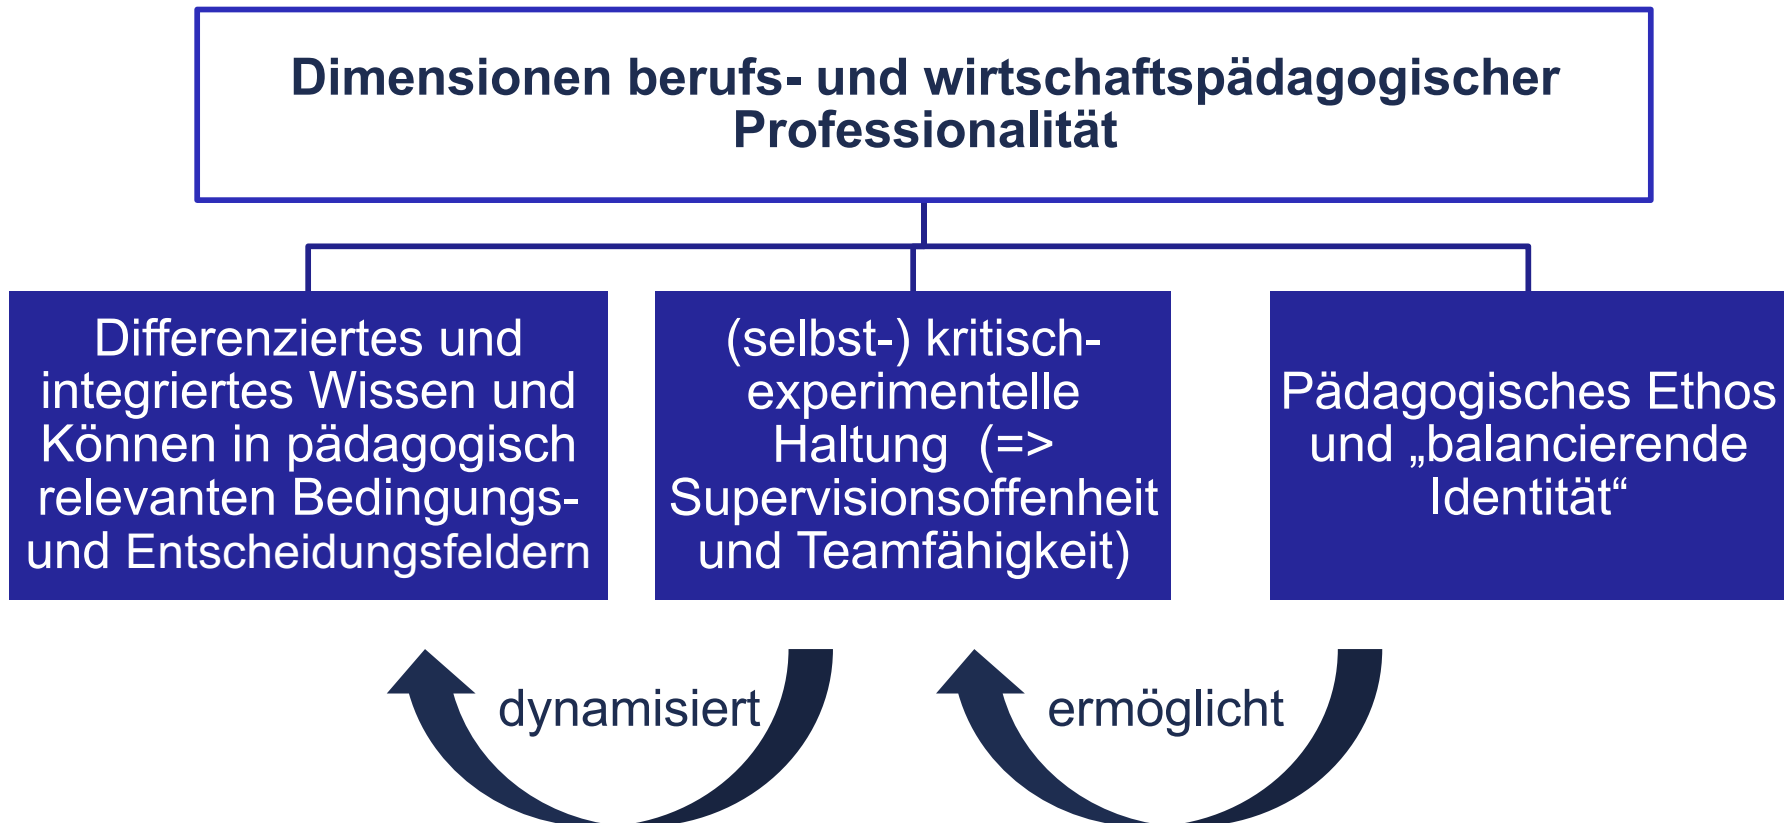 Dimensionen berufs- und wirtschaftspädagogischer
Professionalität
Differenziertes und
integriertes Wissen und
Können in pädagogisch
relevanten Bedingungs-
und Entscheidungsfeldern
(selbst-) kritisch-
experimentelle
Haltung (=>
Supervisionsoffenheit
und Teamfähigkeit)
Pädagogisches Ethos
und „balancierende
Identität“
dynamisiert
ermöglicht